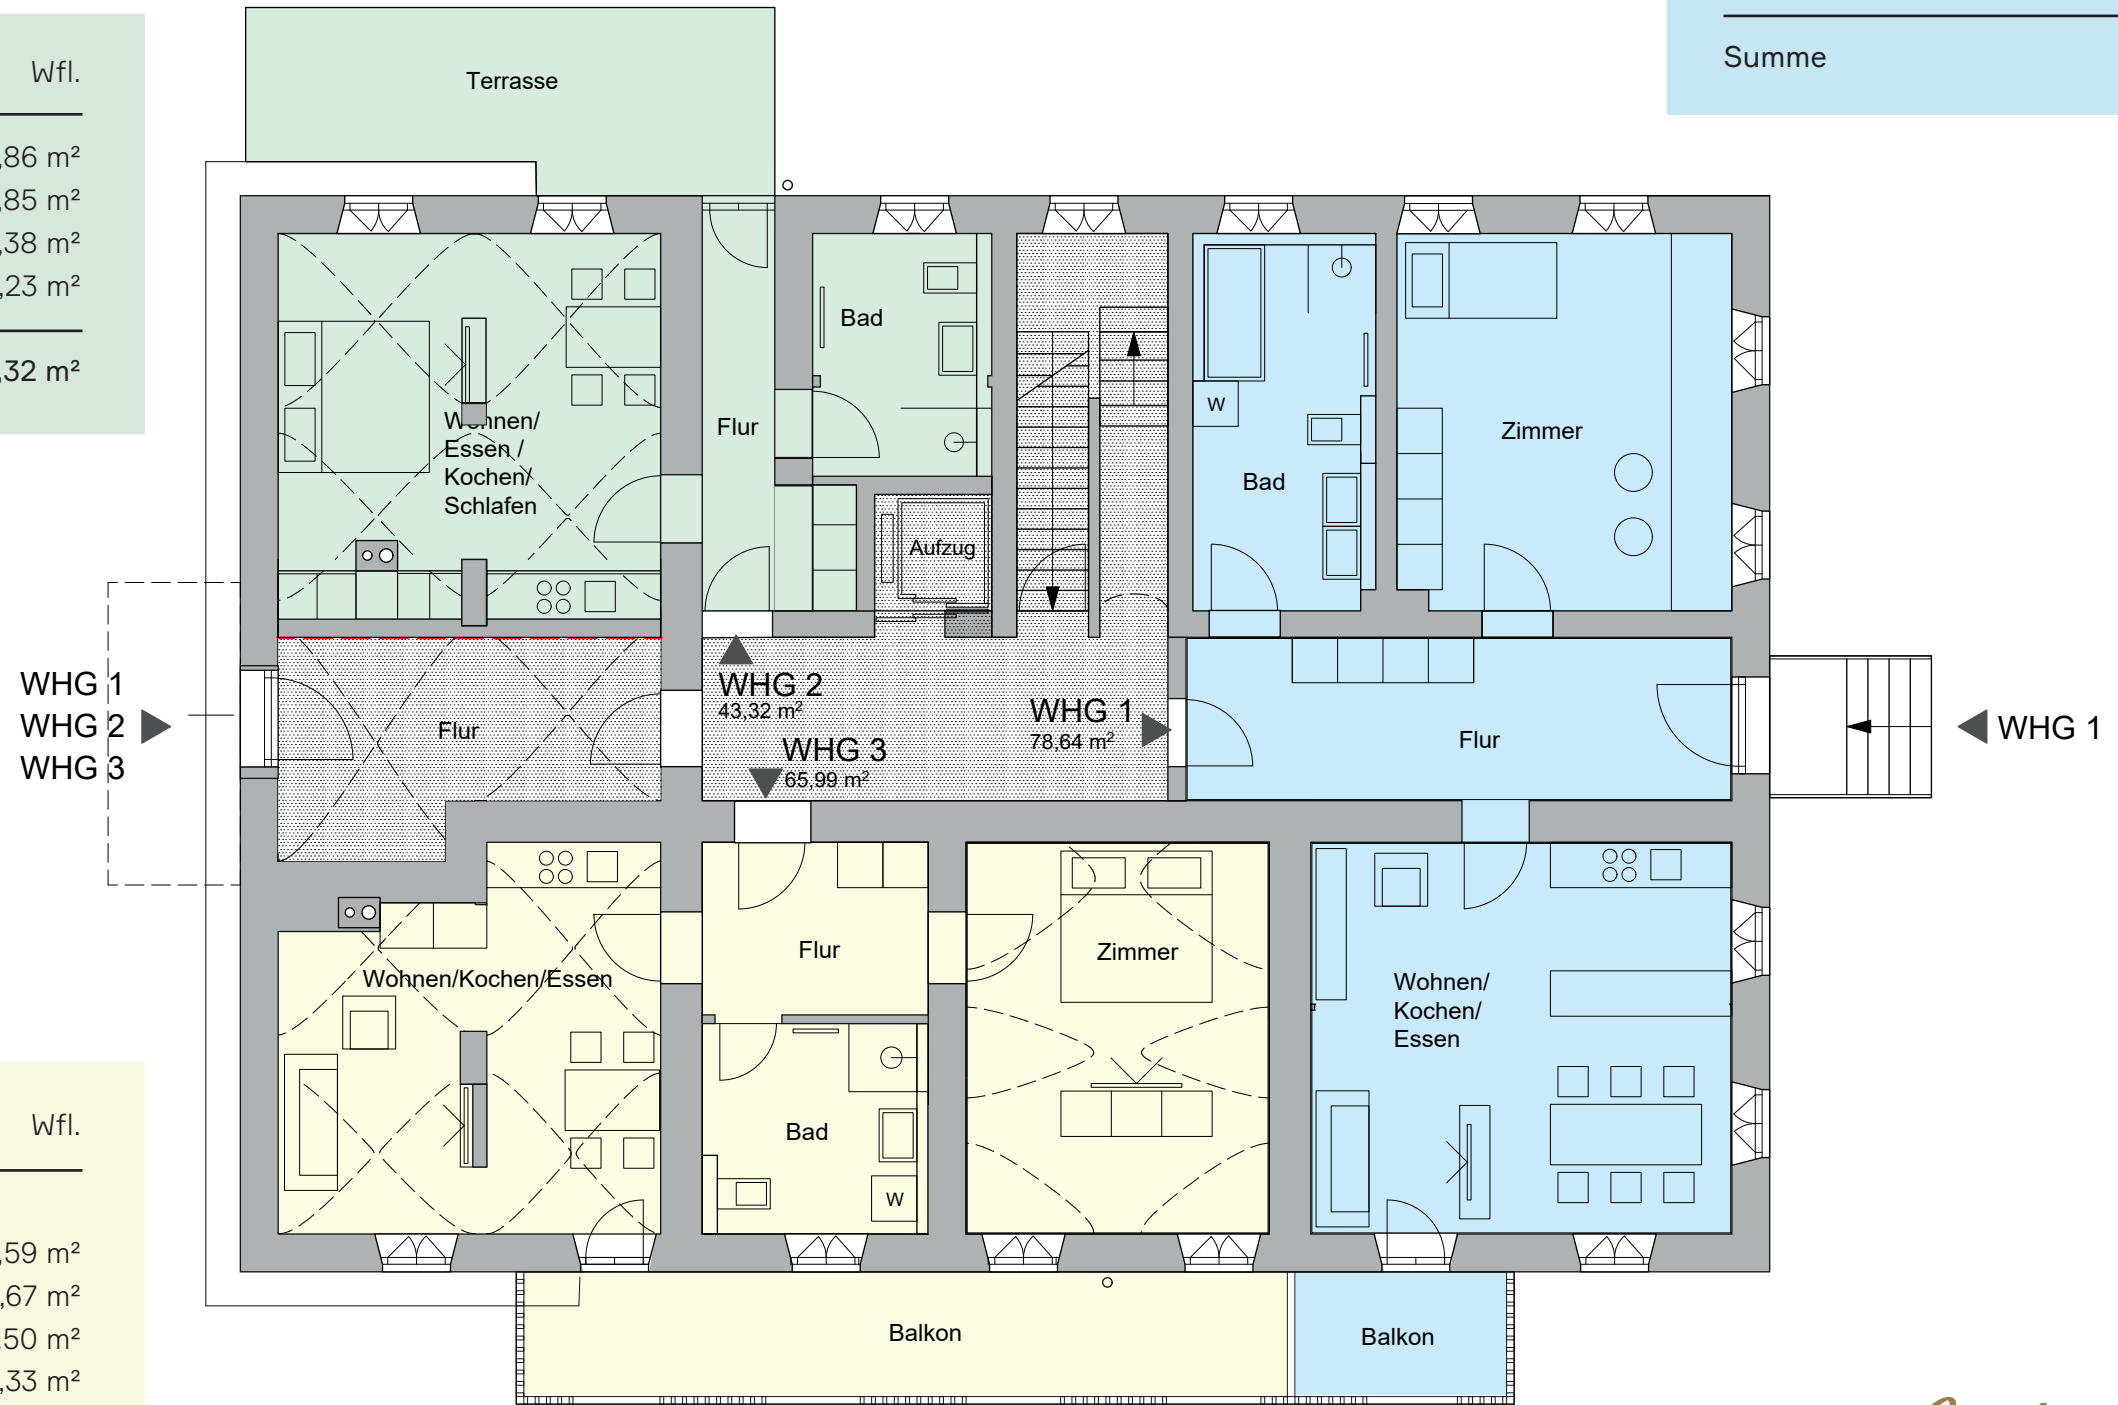 Wfl.
,86 m²
,85 m²
,38 m²
,23 m²
,32 m²
Summe
Terrasse
Bad
Wohnen/
Essen /
Kochen/
Schlafen
Flur
Aufzug
W
Bad
Zimmer
WHG 1
WHG 2
WHG 3
Flur
WHG 2
43,32 m²
WHG 3
65,99 m²
WHG 1
78,64 m²
Flur
WHG 1
Wohnen/Kochen/Essen
Flur
Zimmer
Wohnen/
Kochen/
Essen
Bad
W
Wfl.
,59 m²
,67 m²
,50 m²
,33 m²
Balkon
Balkon